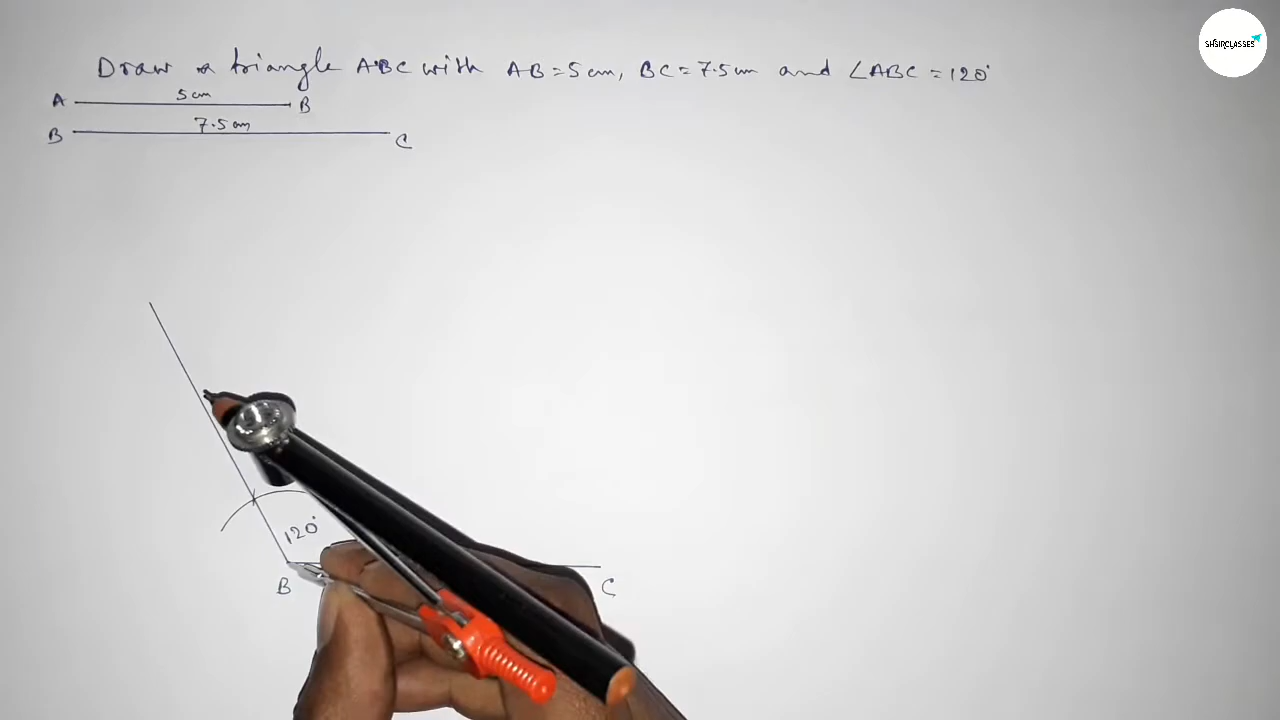 SHSIRCLASSES
Draw a triangle ABC with AB = 5 cm, BC = 7.5 cm and ∠ABC = 120°
5 cm
A B
7.5 cm
B C
120°
B C